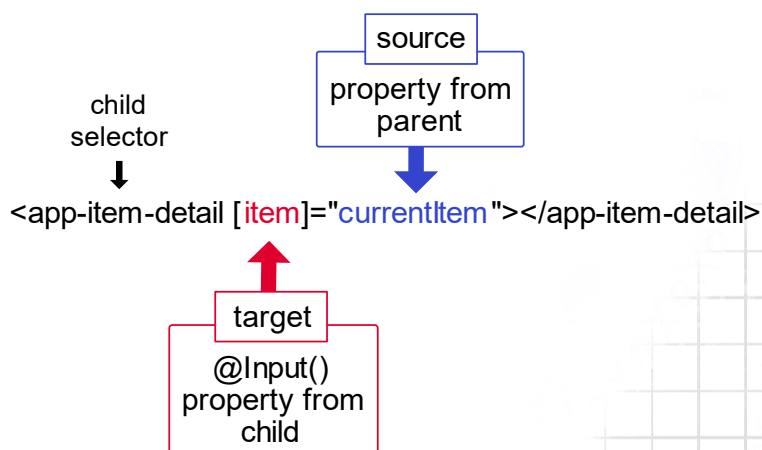 source
property from
parent
child
selector
<app-item-detail [item]="currentItem"></app-item-detail>
target
@Input()
property from
child